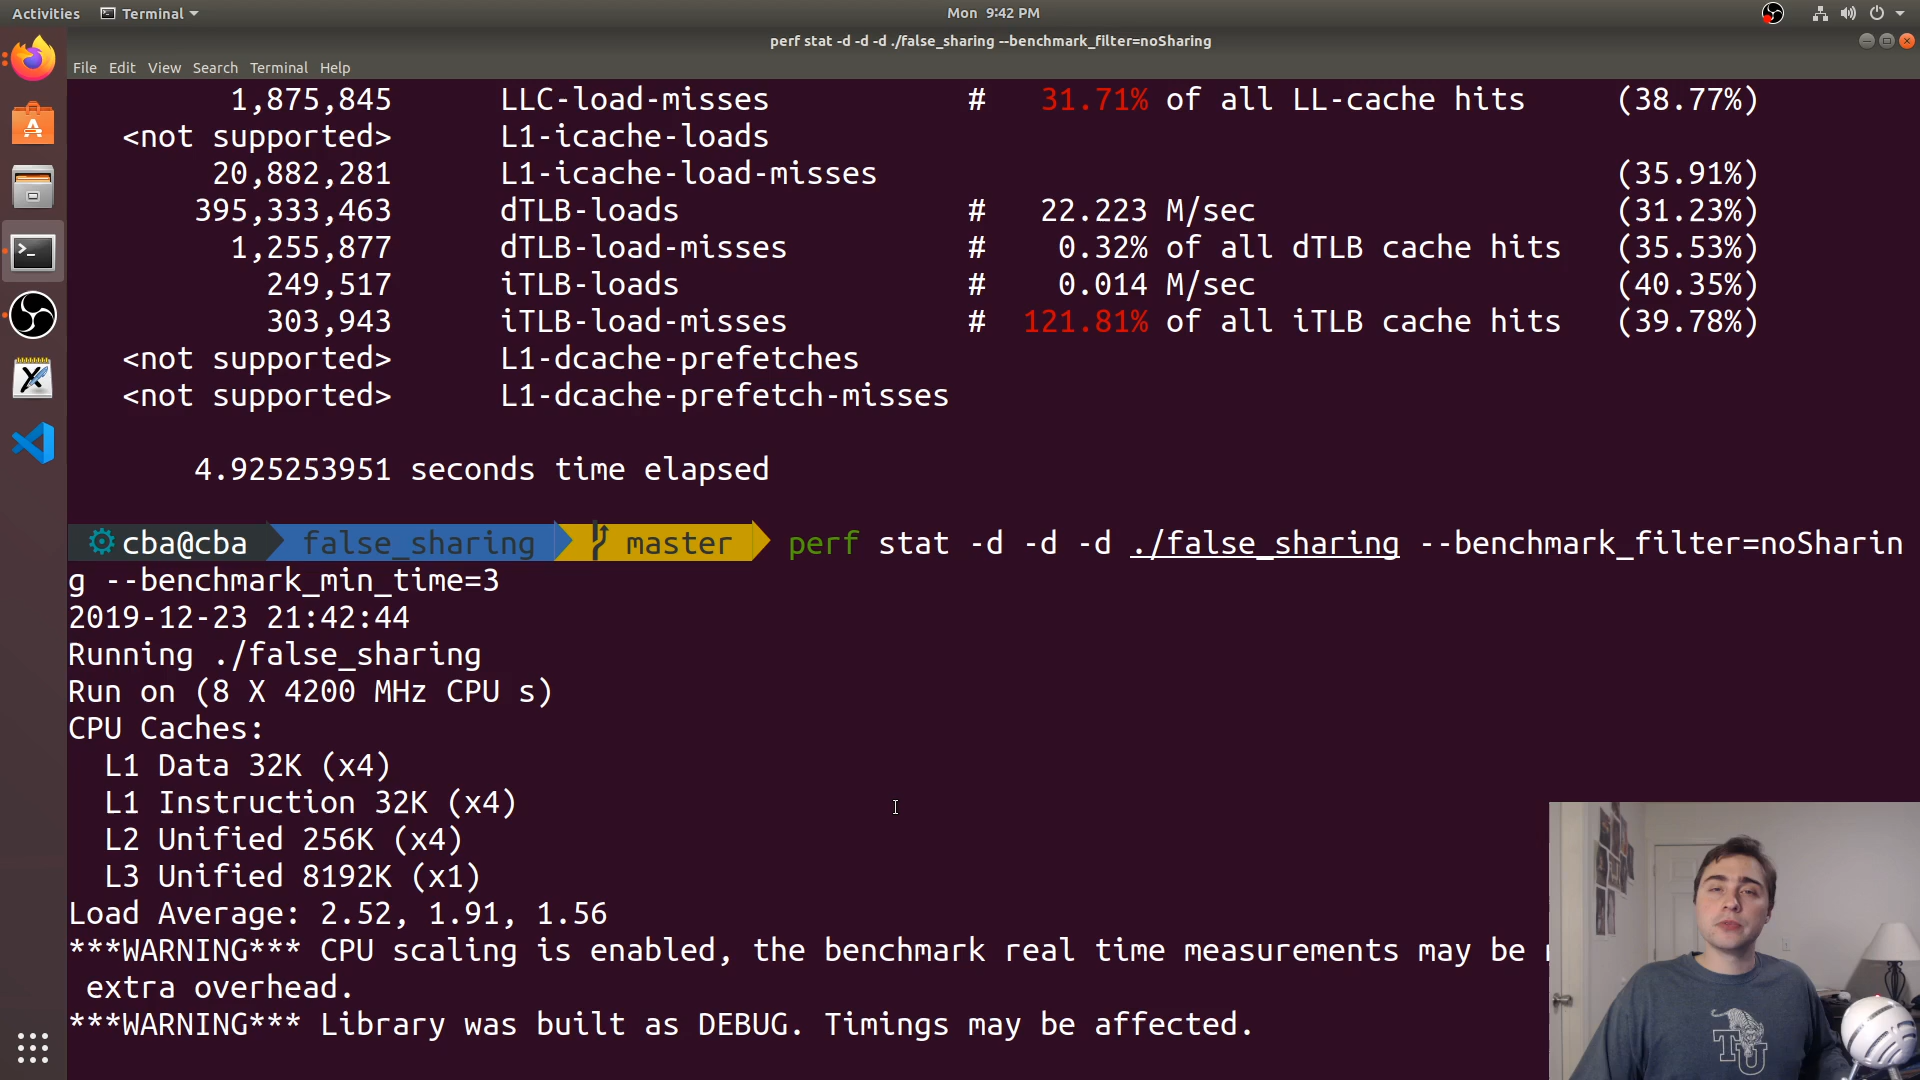 Activities Terminal Mon 9:42 PM
perf stat -d -d -d ./false_sharing --benchmark_filter=noSharing
File Edit View Search Terminal Help
1,875,845 LLC-load-misses # 31.71% of all LL-cache hits (38.77%)
<not supported> L1-icache-loads
20,882,281 L1-icache-load-misses (35.91%)
395,333,463 dTLB-loads # 22.223 M/sec (31.23%)
1,255,877 dTLB-load-misses # 0.32% of all dTLB cache hits (35.53%)
249,517 iTLB-loads # 0.014 M/sec (40.35%)
303,943 iTLB-load-misses # 121.81% of all iTLB cache hits (39.78%)
<not supported> L1-dcache-prefetches
<not supported> L1-dcache-prefetch-misses
4.925253951 seconds time elapsed
cba@cba false_sharing master perf stat -d -d -d ./false_sharing --benchmark_filter=noSharin
g --benchmark_min_time=3
2019-12-23 21:42:44
Running ./false_sharing
Run on (8 X 4200 MHz CPU s)
CPU Caches:
L1 Data 32K (x4)
L1 Instruction 32K (x4)
L2 Unified 256K (x4)
L3 Unified 8192K (x1)
Load Average: 2.52, 1.91, 1.56
***WARNING*** CPU scaling is enabled, the benchmark real time measurements may be
extra overhead.
***WARNING*** Library was built as DEBUG. Timings may be affected.
TU